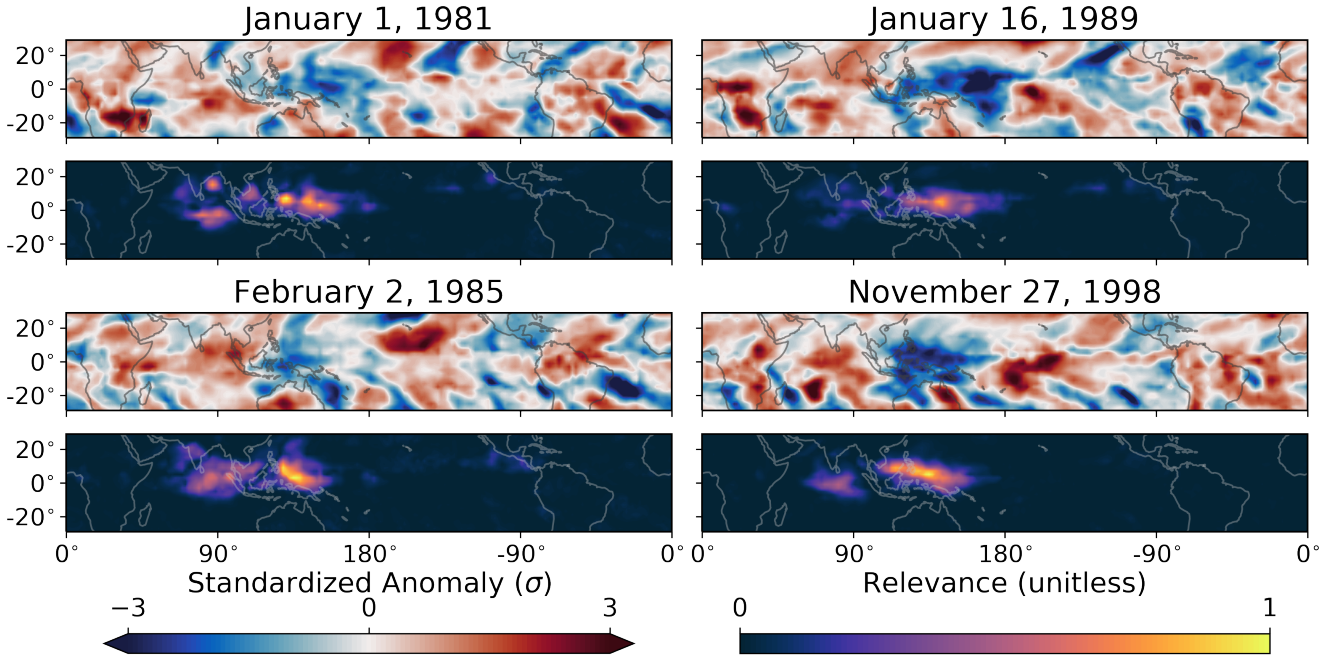 January 1, 1981
January 16, 1989
20°
0°
-20°
20°
0°
-20°
February 2, 1985
November 27, 1998
20°
0°
-20°
20°
0°
-20°
0° 90° 180° -90° 0°
0° 90° 180° -90° 0°
Standardized Anomaly (σ)
−3 0 3
Relevance (unitless)
0 1